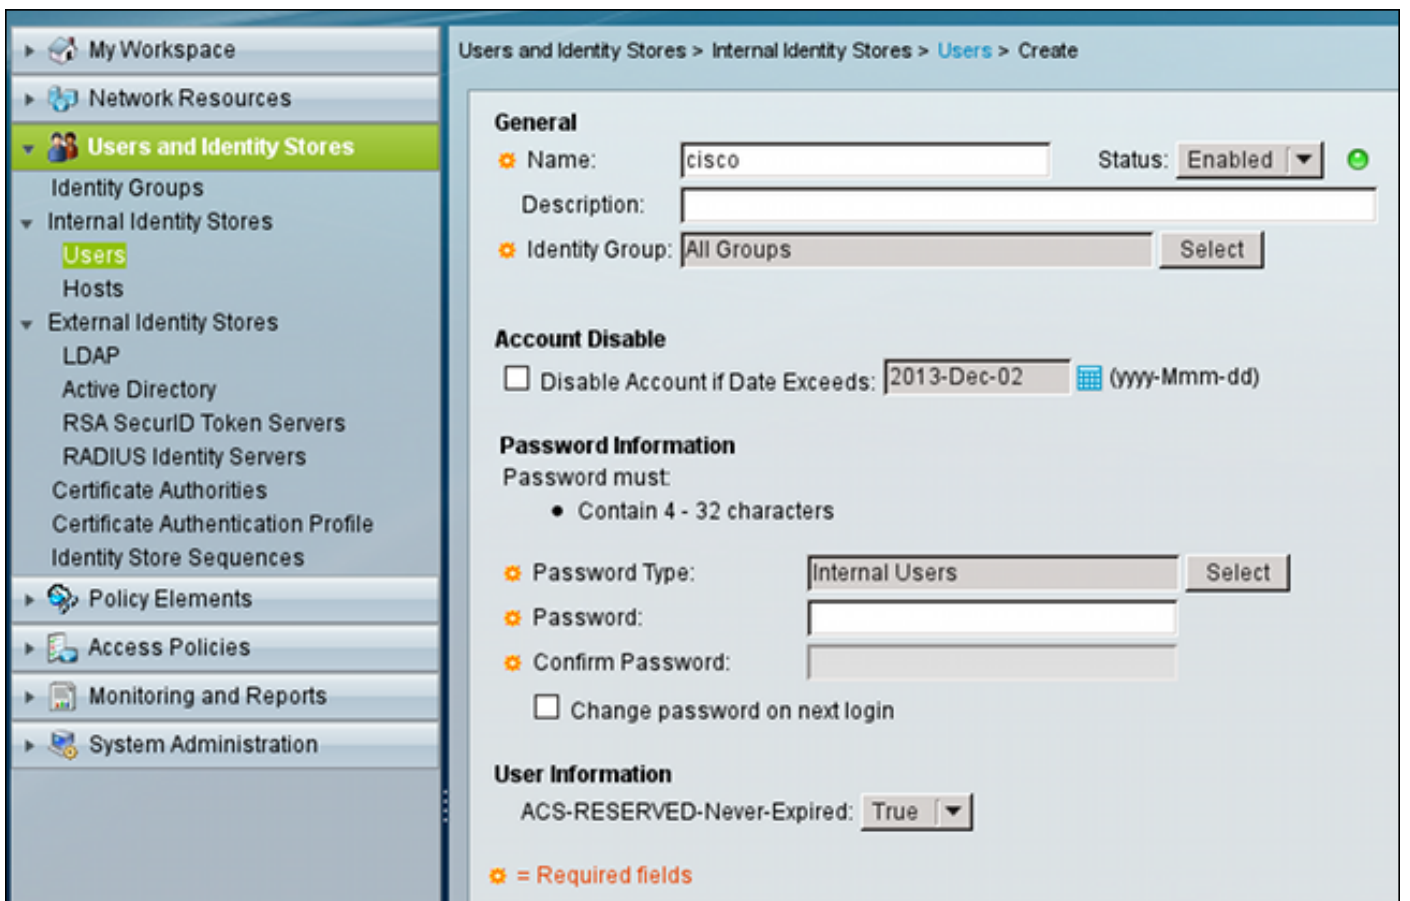 My Workspace
Network Resources
Users and Identity Stores
Identity Groups
Internal Identity Stores
Users
Hosts
External Identity Stores
LDAP
Active Directory
RSA SecurID Token Servers
RADIUS Identity Servers
Certificate Authorities
Certificate Authentication Profile
Identity Store Sequences
Policy Elements
Access Policies
Monitoring and Reports
System Administration
Users and Identity Stores > Internal Identity Stores > Users > Create
General
Name: cisco Status: Enabled
Description:
Identity Group: All Groups Select
Account Disable
Disable Account if Date Exceeds: 2013-Dec-02 (yyyy-Mmm-dd)
Password Information
Password must:
• Contain 4 - 32 characters
Password Type: Internal Users Select
Password:
Confirm Password:
Change password on next login
User Information
ACS-RESERVED-Never-Expired: True
= Required fields